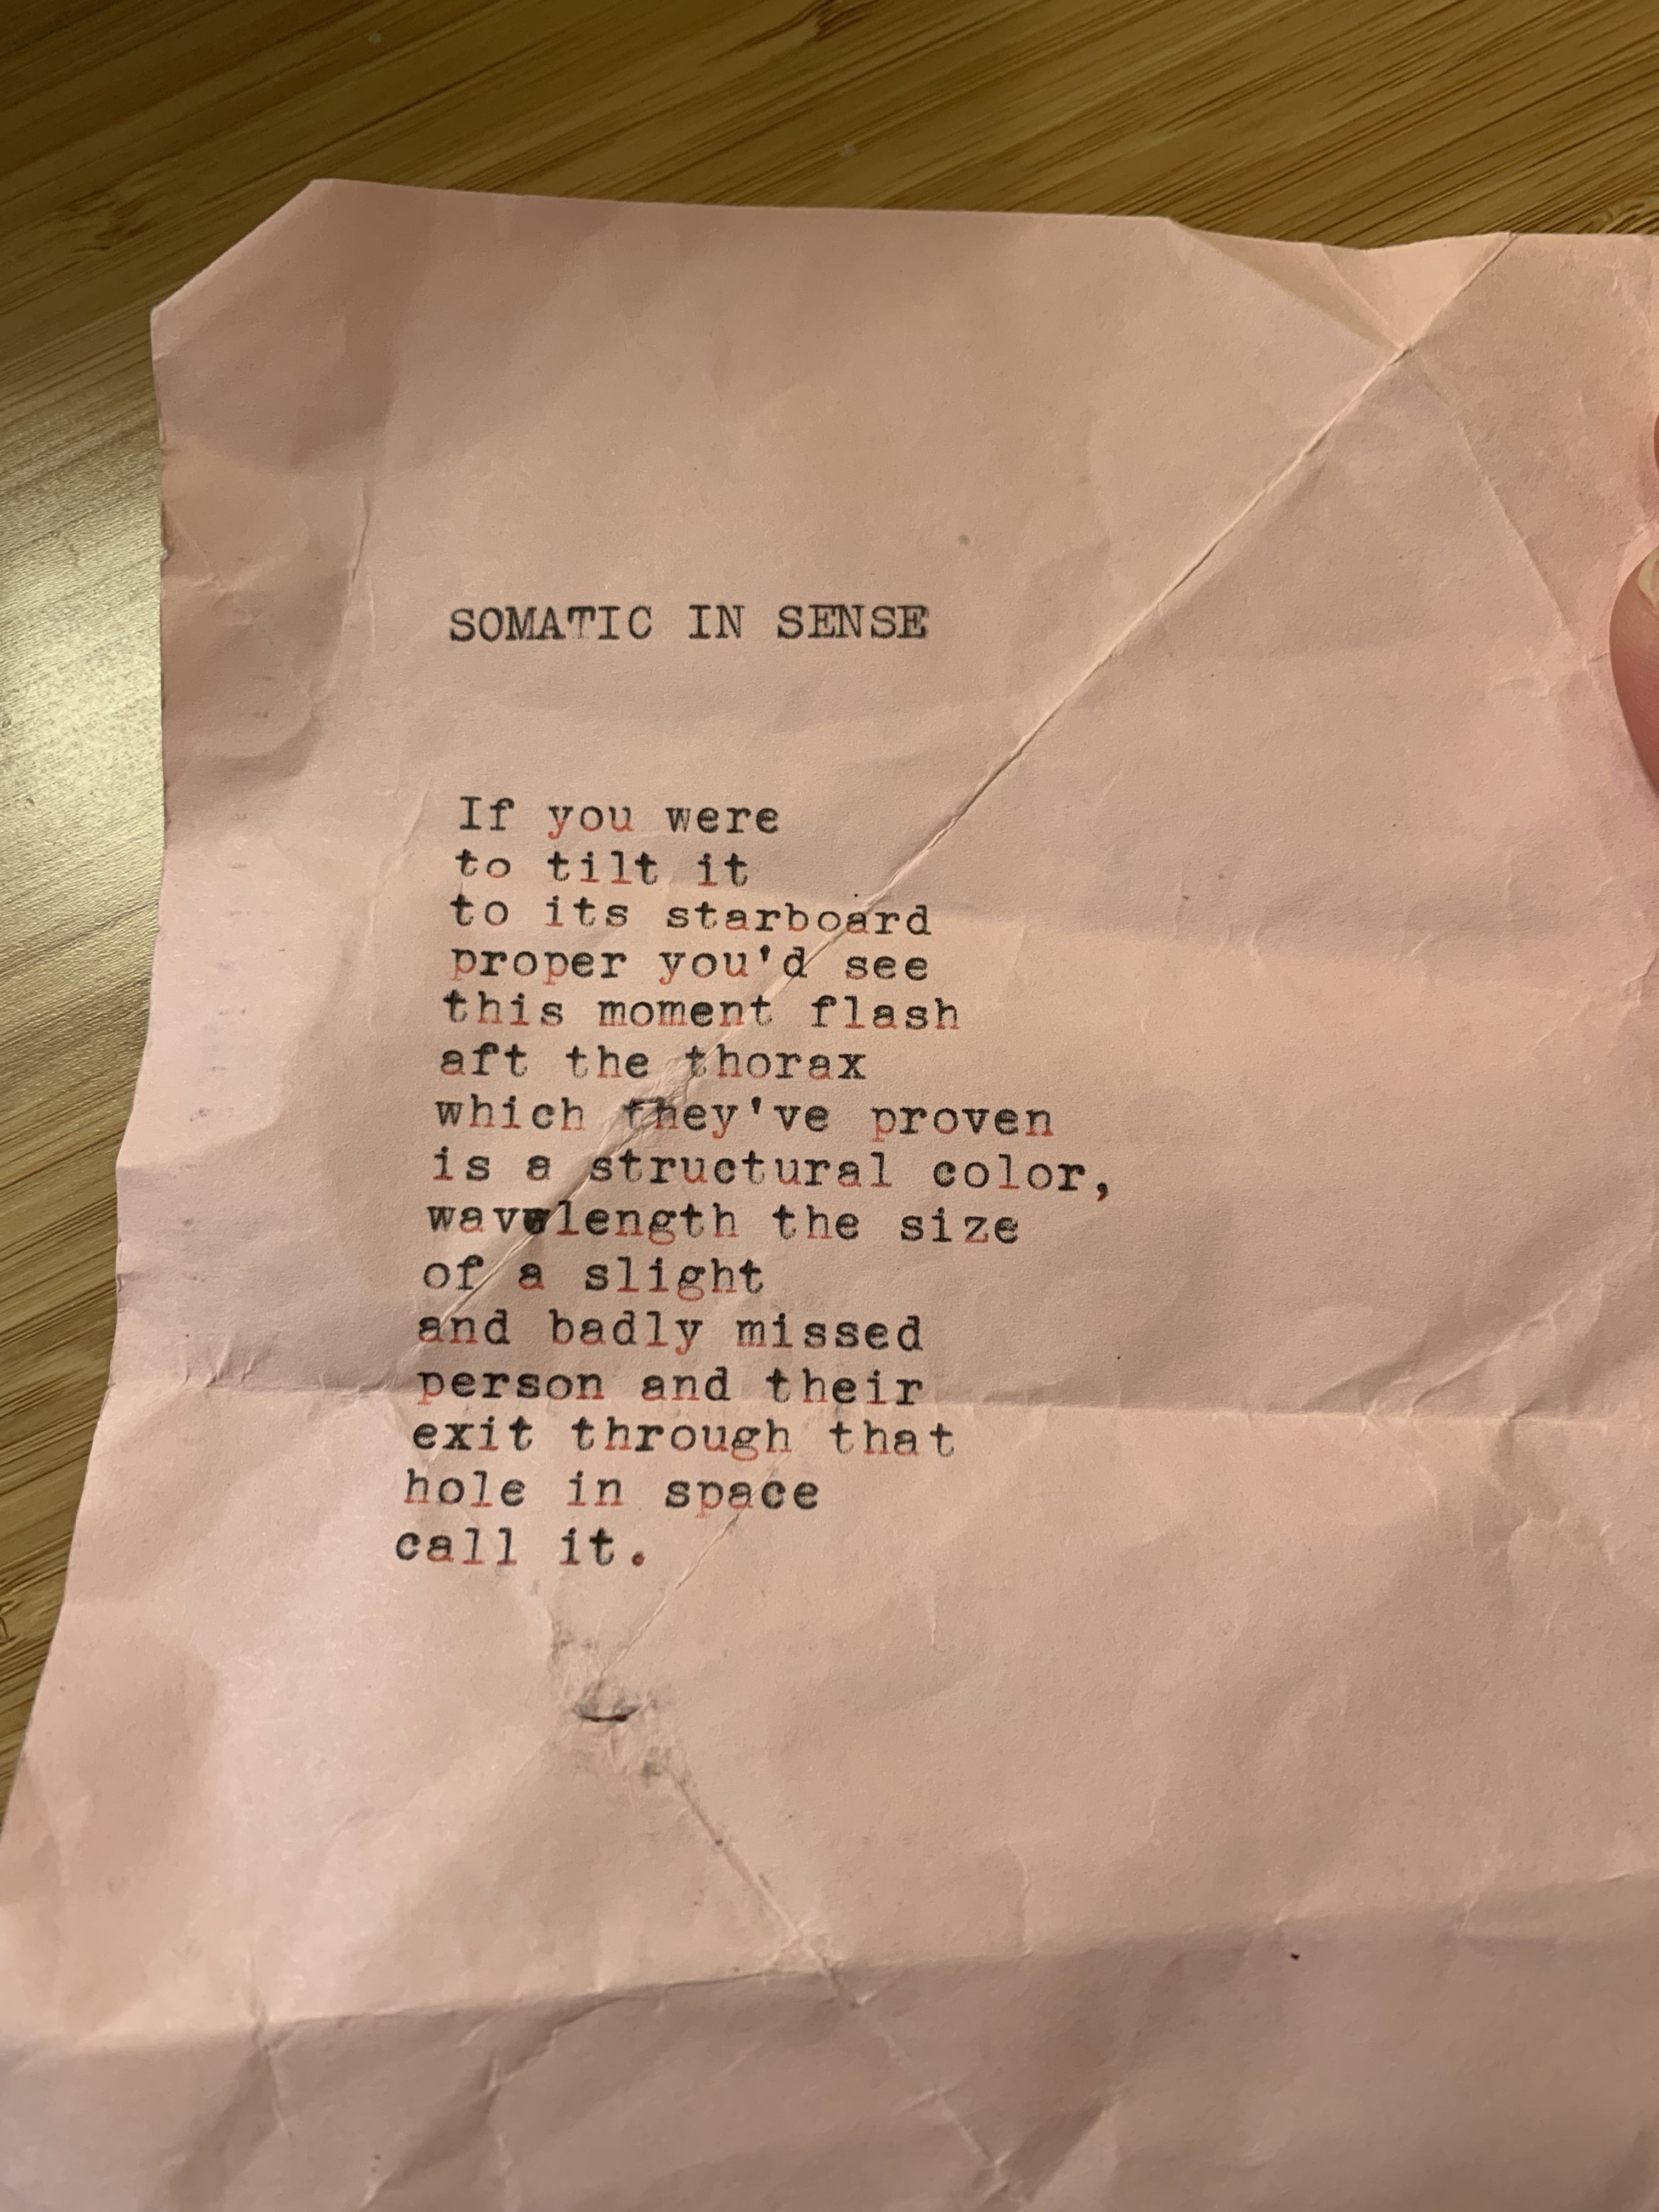 SOMATIC IN SENSE
If you were
to tilt it
to its starboard
proper you'd see
this moment flash
aft the thorax
which they've proven
is a structural color,
wavelength the size
of a slight
and badly missed
person and their
exit through that
hole in space
call it.